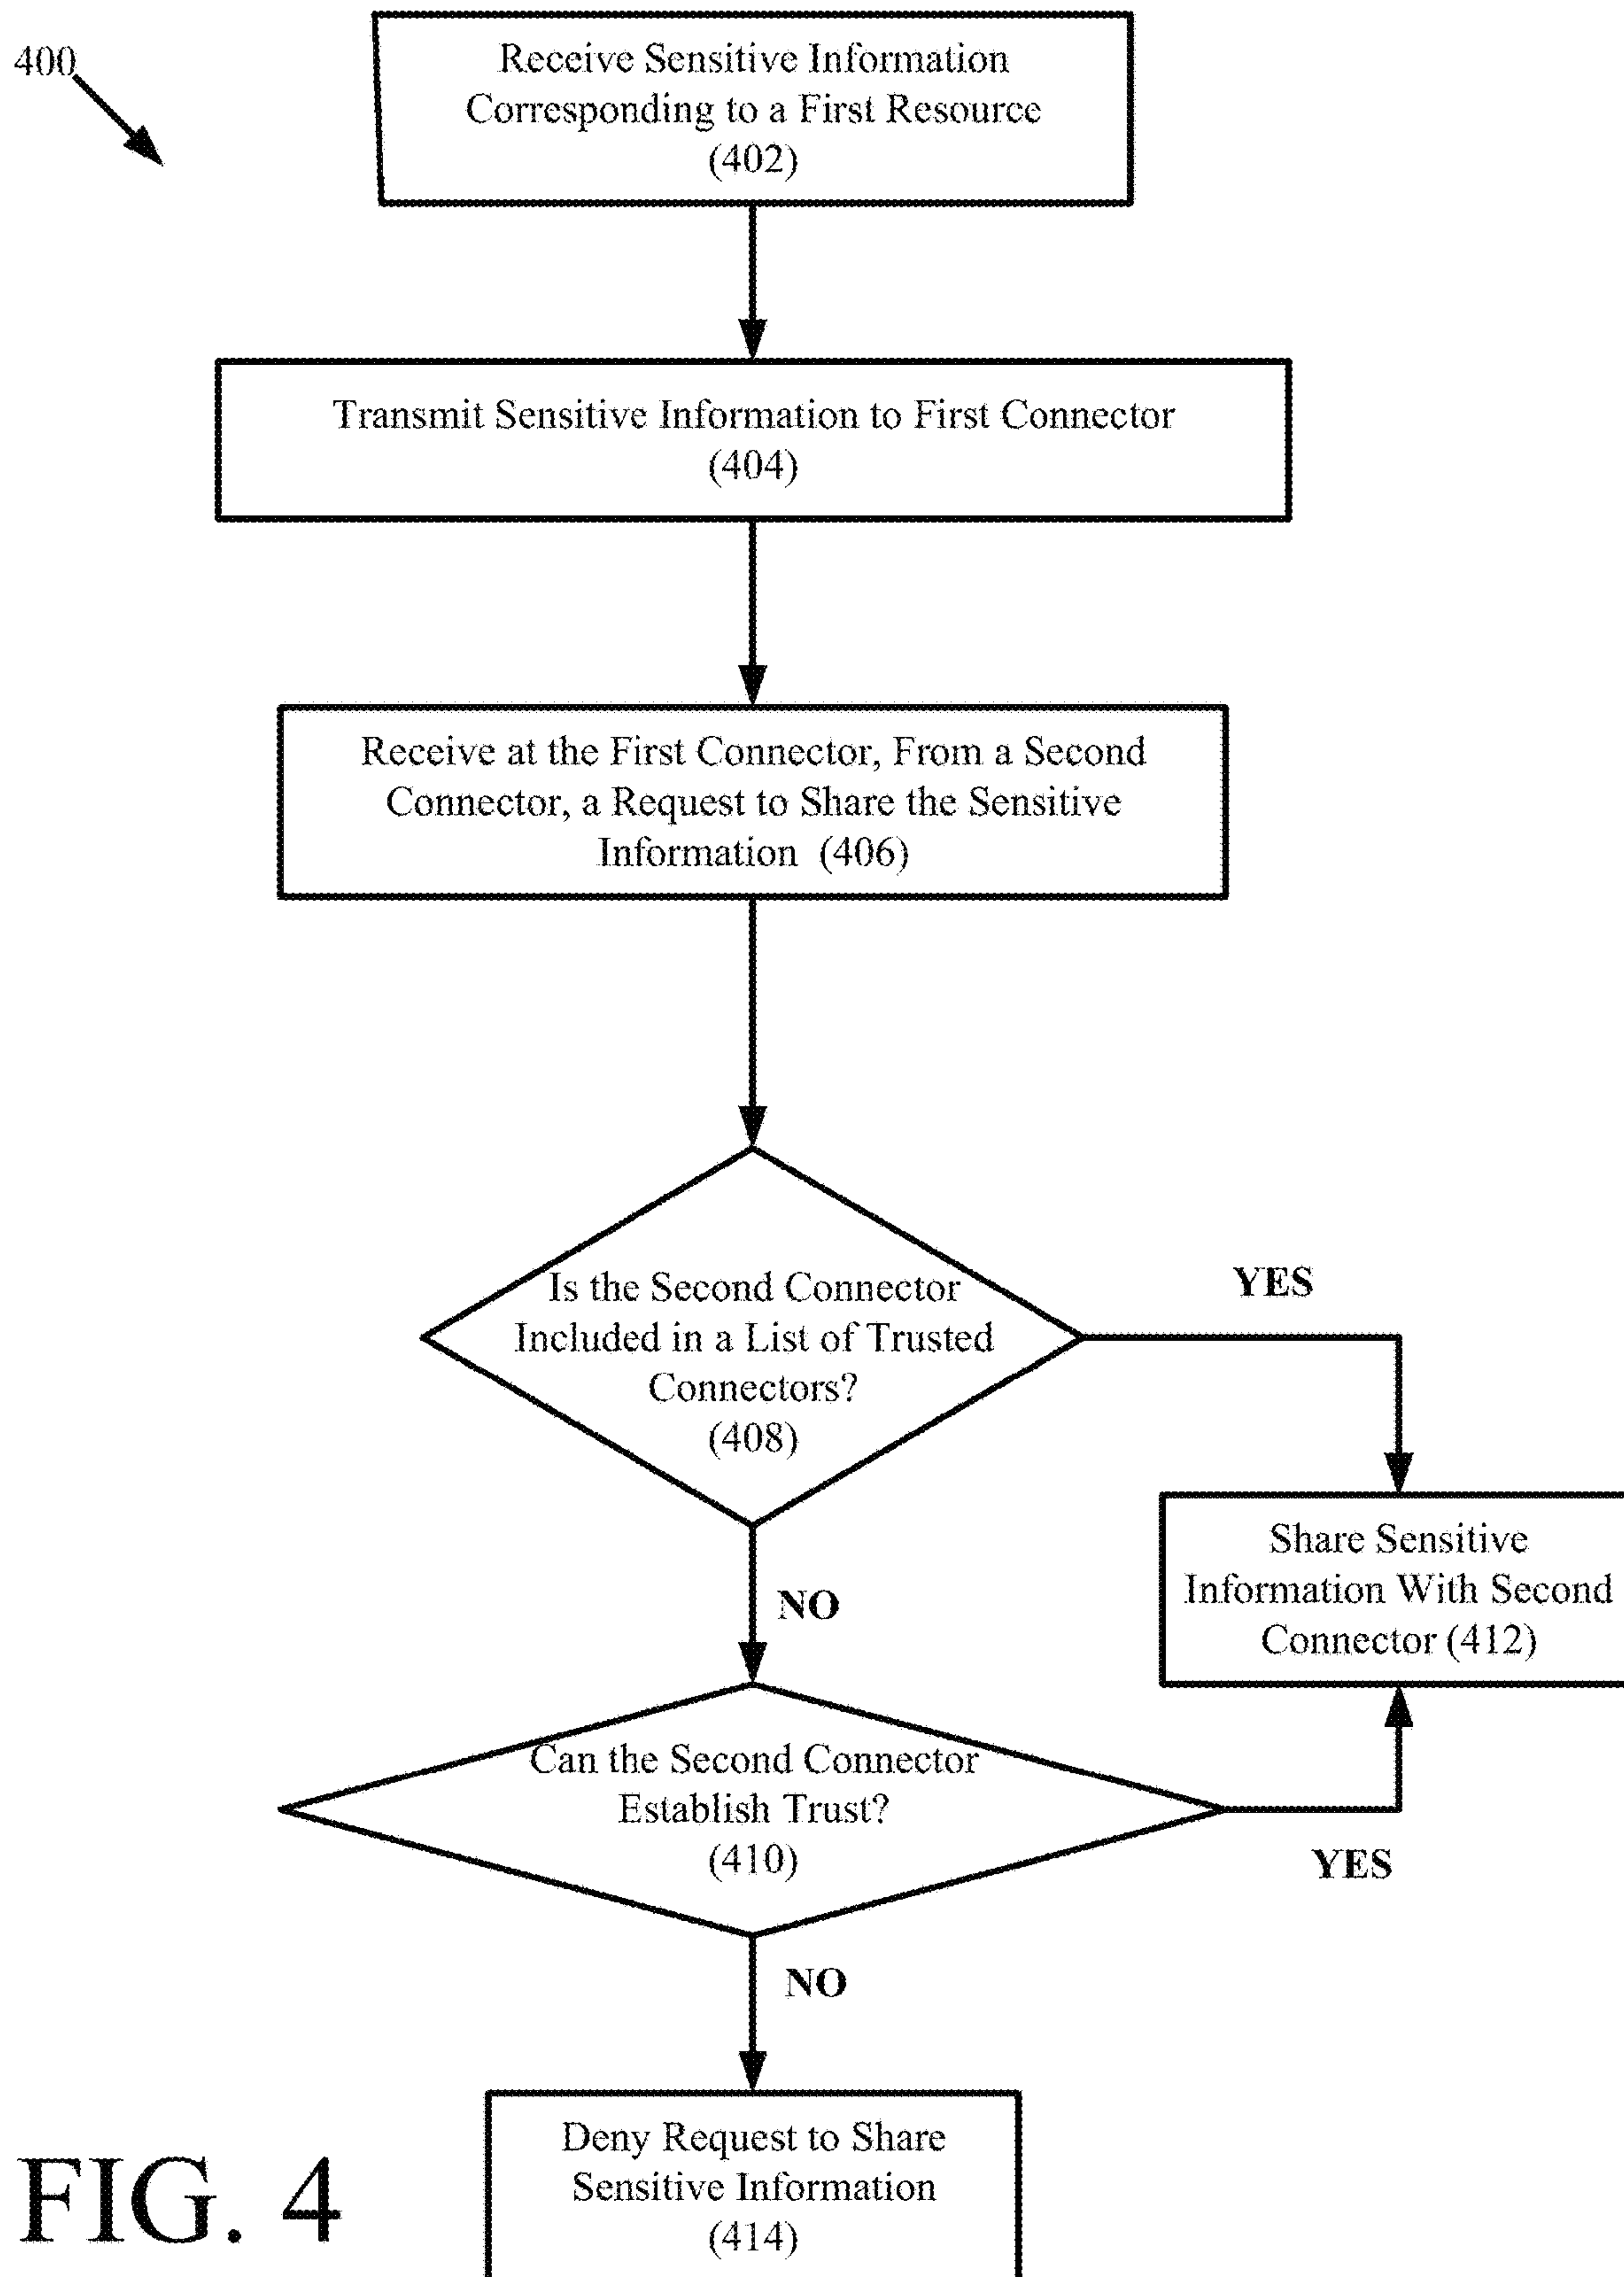 400
Receive Sensitive Information
Corresponding to a First Resource
(402)
Transmit Sensitive Information to First Connector
(404)
Receive at the First Connector, From a Second
Connector, a Request to Share the Sensitive
Information (406)
Is the Second Connector
Included in a List of Trusted
Connectors?
(408)
YES
Share Sensitive
Information With Second
Connector (412)
NO
Can the Second Connector
Establish Trust?
(410)
YES
NO
Deny Request to Share
Sensitive Information
(414)
FIG. 4